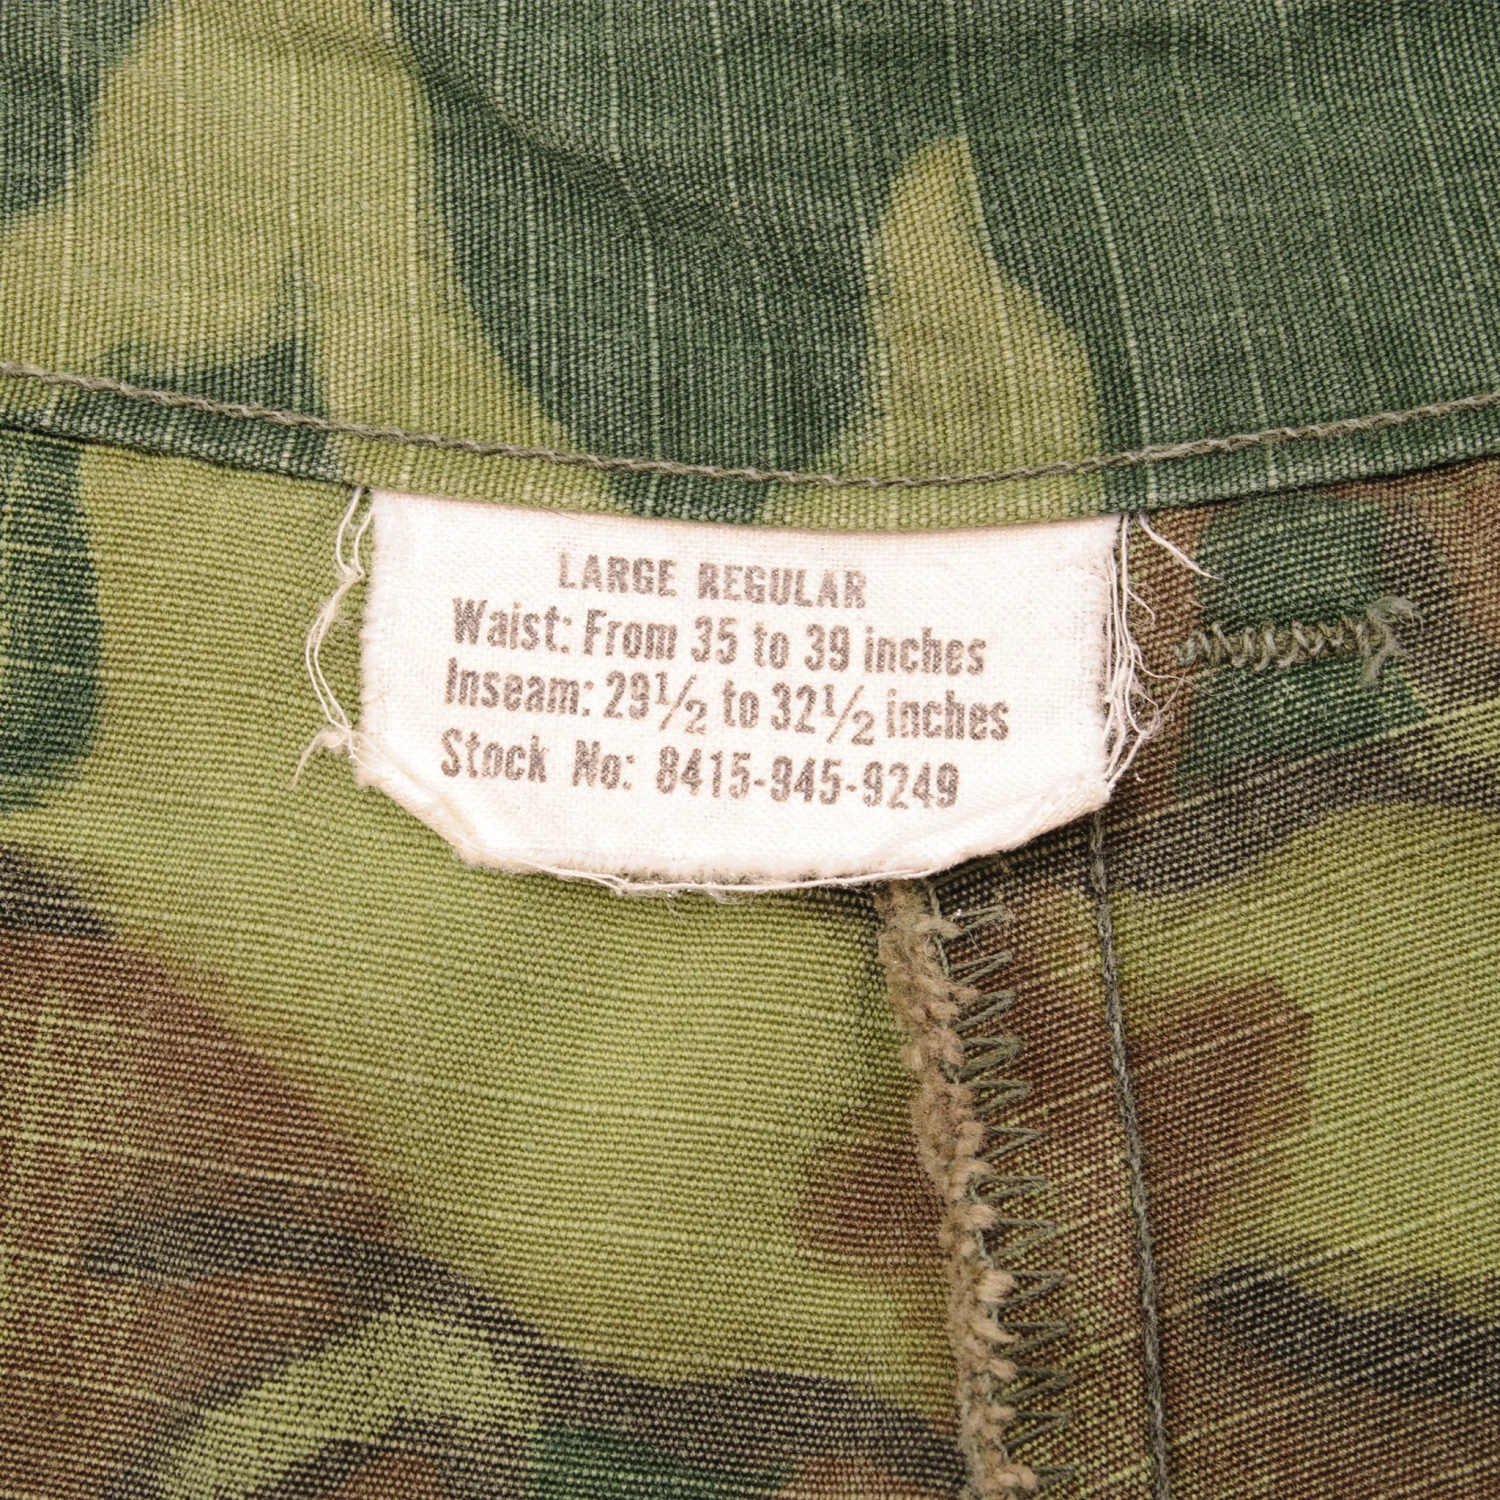 LARGE REGULAR
Waist: From 35 to 39 inches
Inseam: 29½ to 32½ inches
Stock No: 8415-945-9249